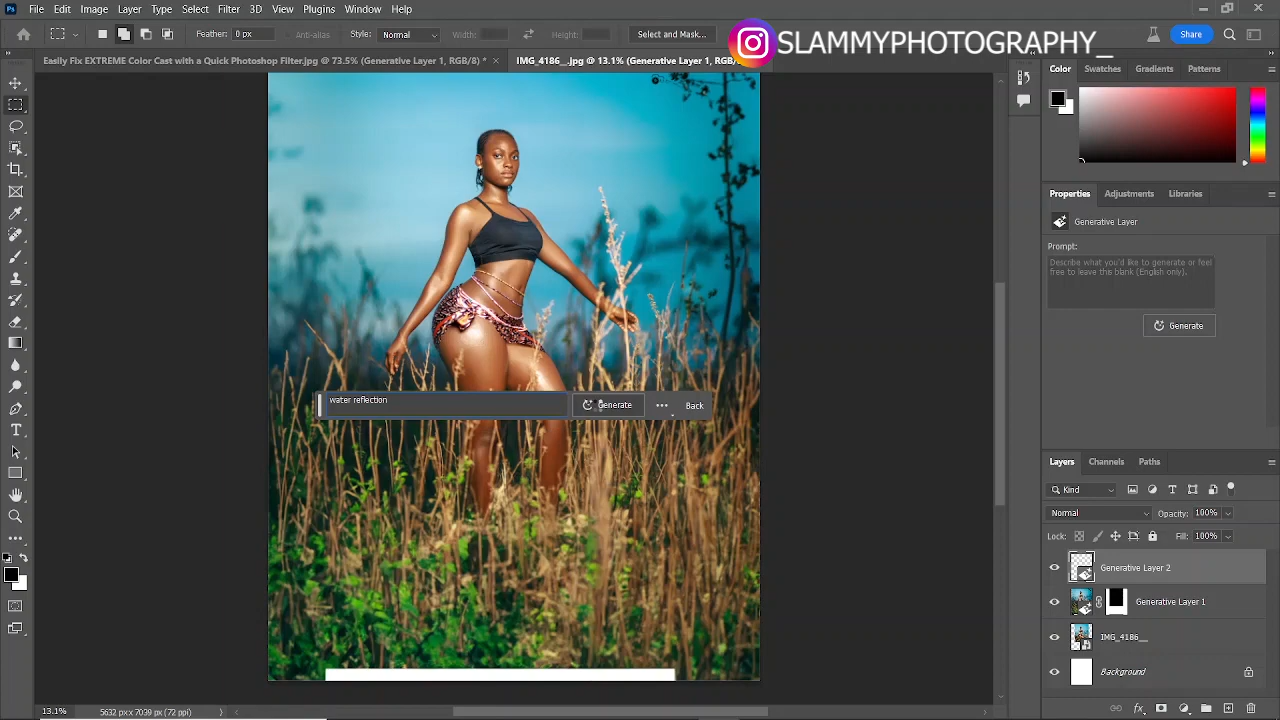 Ps File Edit Image Layer Type Select Filter 3D View Plugins Window Help
Feather: 0 px Anti-alias Style: Normal Width: Height: Select and Mask...
SLAMMYPHOTOGRAPHY_
Share
to Fix EXTREME Color Cast with a Quick Photoshop Filter.jpg @ 73.5% (Generative Layer 1, RGB/8) *
IMG_4186__.jpg @ 13.1% (Generative Layer 2, RGB/8)
Color Swatches Gradients Patterns
Properties Adjustments Libraries
Generative Layer
Prompt:
Describe what you'd like to generate or feel
free to leave this blank (English only).
Generate
water reflection
Generate
... Back
Layers Channels Paths
Kind
Normal Opacity: 100%
Lock: Fill: 100%
Generative Layer 2
Generative Layer 1
IMG_4186__
Background
13.1% 5632 px x 7039 px (72 ppi)